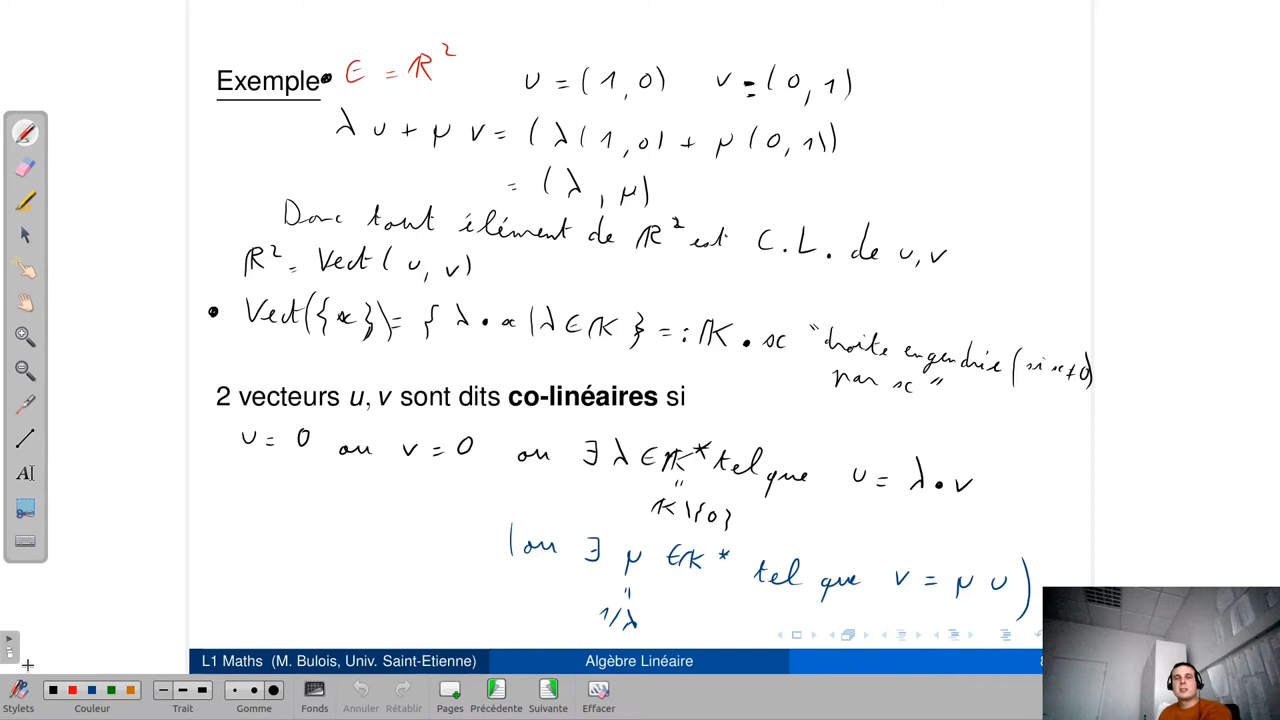 Exemple • E = ℝ² u = (1, 0) v = (0, 1)
λ u + μ v = (λ(1, 0) + μ(0, 1))
= (λ, μ)
Donc tout élément de ℝ² est C.L. de u, v
ℝ² = Vect(u, v)
• Vect({x}) = { λ • x | λ ∈ 𝕂 } =: 𝕂 • x "droite engendrée (si x ≠ 0)
par x"
2 vecteurs u, v sont dits co-linéaires si
u = 0 ou v = 0 ou ∃ λ ∈ 𝕂* tel que u = λ • v
"
𝕂 \ {0}
(ou ∃ μ ∈ 𝕂* tel que v = μ u)
"
1/λ
L1 Maths (M. Bulois, Univ. Saint-Etienne) Algèbre Linéaire 8
Stylets Couleur Trait Gomme Fonds Annuler Rétablir Pages Précédente Suivante Effacer